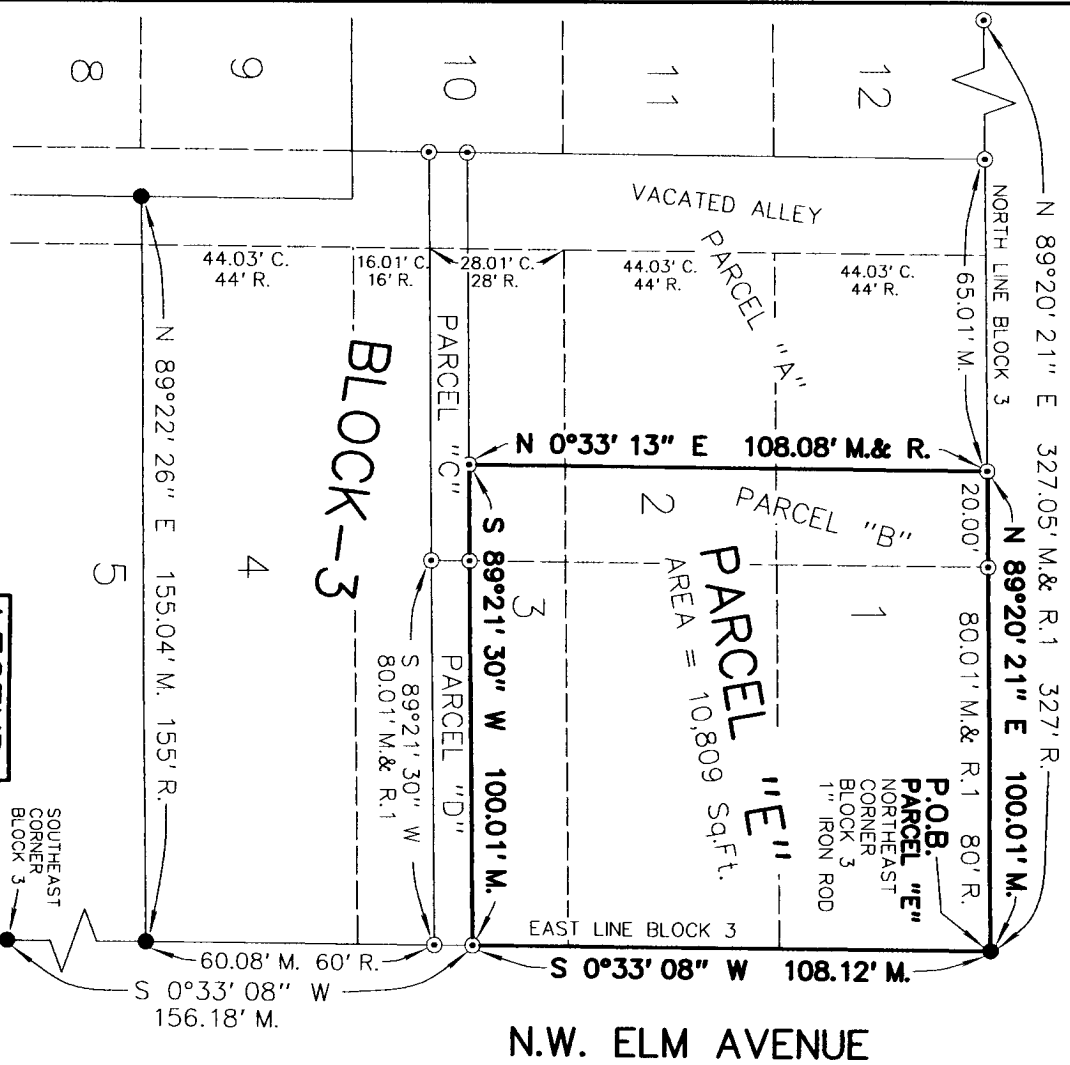 8
9
10
11
12
VACATED ALLEY
NORTH LINE BLOCK 3
65.01' M.
N 89°20' 21" E 327.05' M.& R.1 327' R.
44.03' C.
44' R.
16.01' C.
16' R.
28.01' C.
28' R.
44.03' C.
44' R.
44.03' C.
44' R.
PARCEL "A"
N 89°22' 26" E 155.04' M. 155' R.
BLOCK-3
PARCEL "C"
N 0°33' 13" E 108.08' M.& R.
20.00'
N 89°20' 21" E 100.01' M.
PARCEL "B"
2
S 89°21' 30" W 100.01' M.
PARCEL "E"
AREA = 10,809 Sq.Ft.
1
80.01' M.& R.1 80' R.
5
4
3
S 89°21' 30" W
80.01' M.& R.1
PARCEL "D"
P.O.B.
PARCEL "E"
NORTHEAST
CORNER
BLOCK 3
1" IRON ROD
SOUTHEAST
CORNER
BLOCK 3
EAST LINE BLOCK 3
60.08' M. 60' R.
S 0°33' 08" W 108.12' M.
S 0°33' 08" W
156.18' M.
N.W. ELM AVENUE